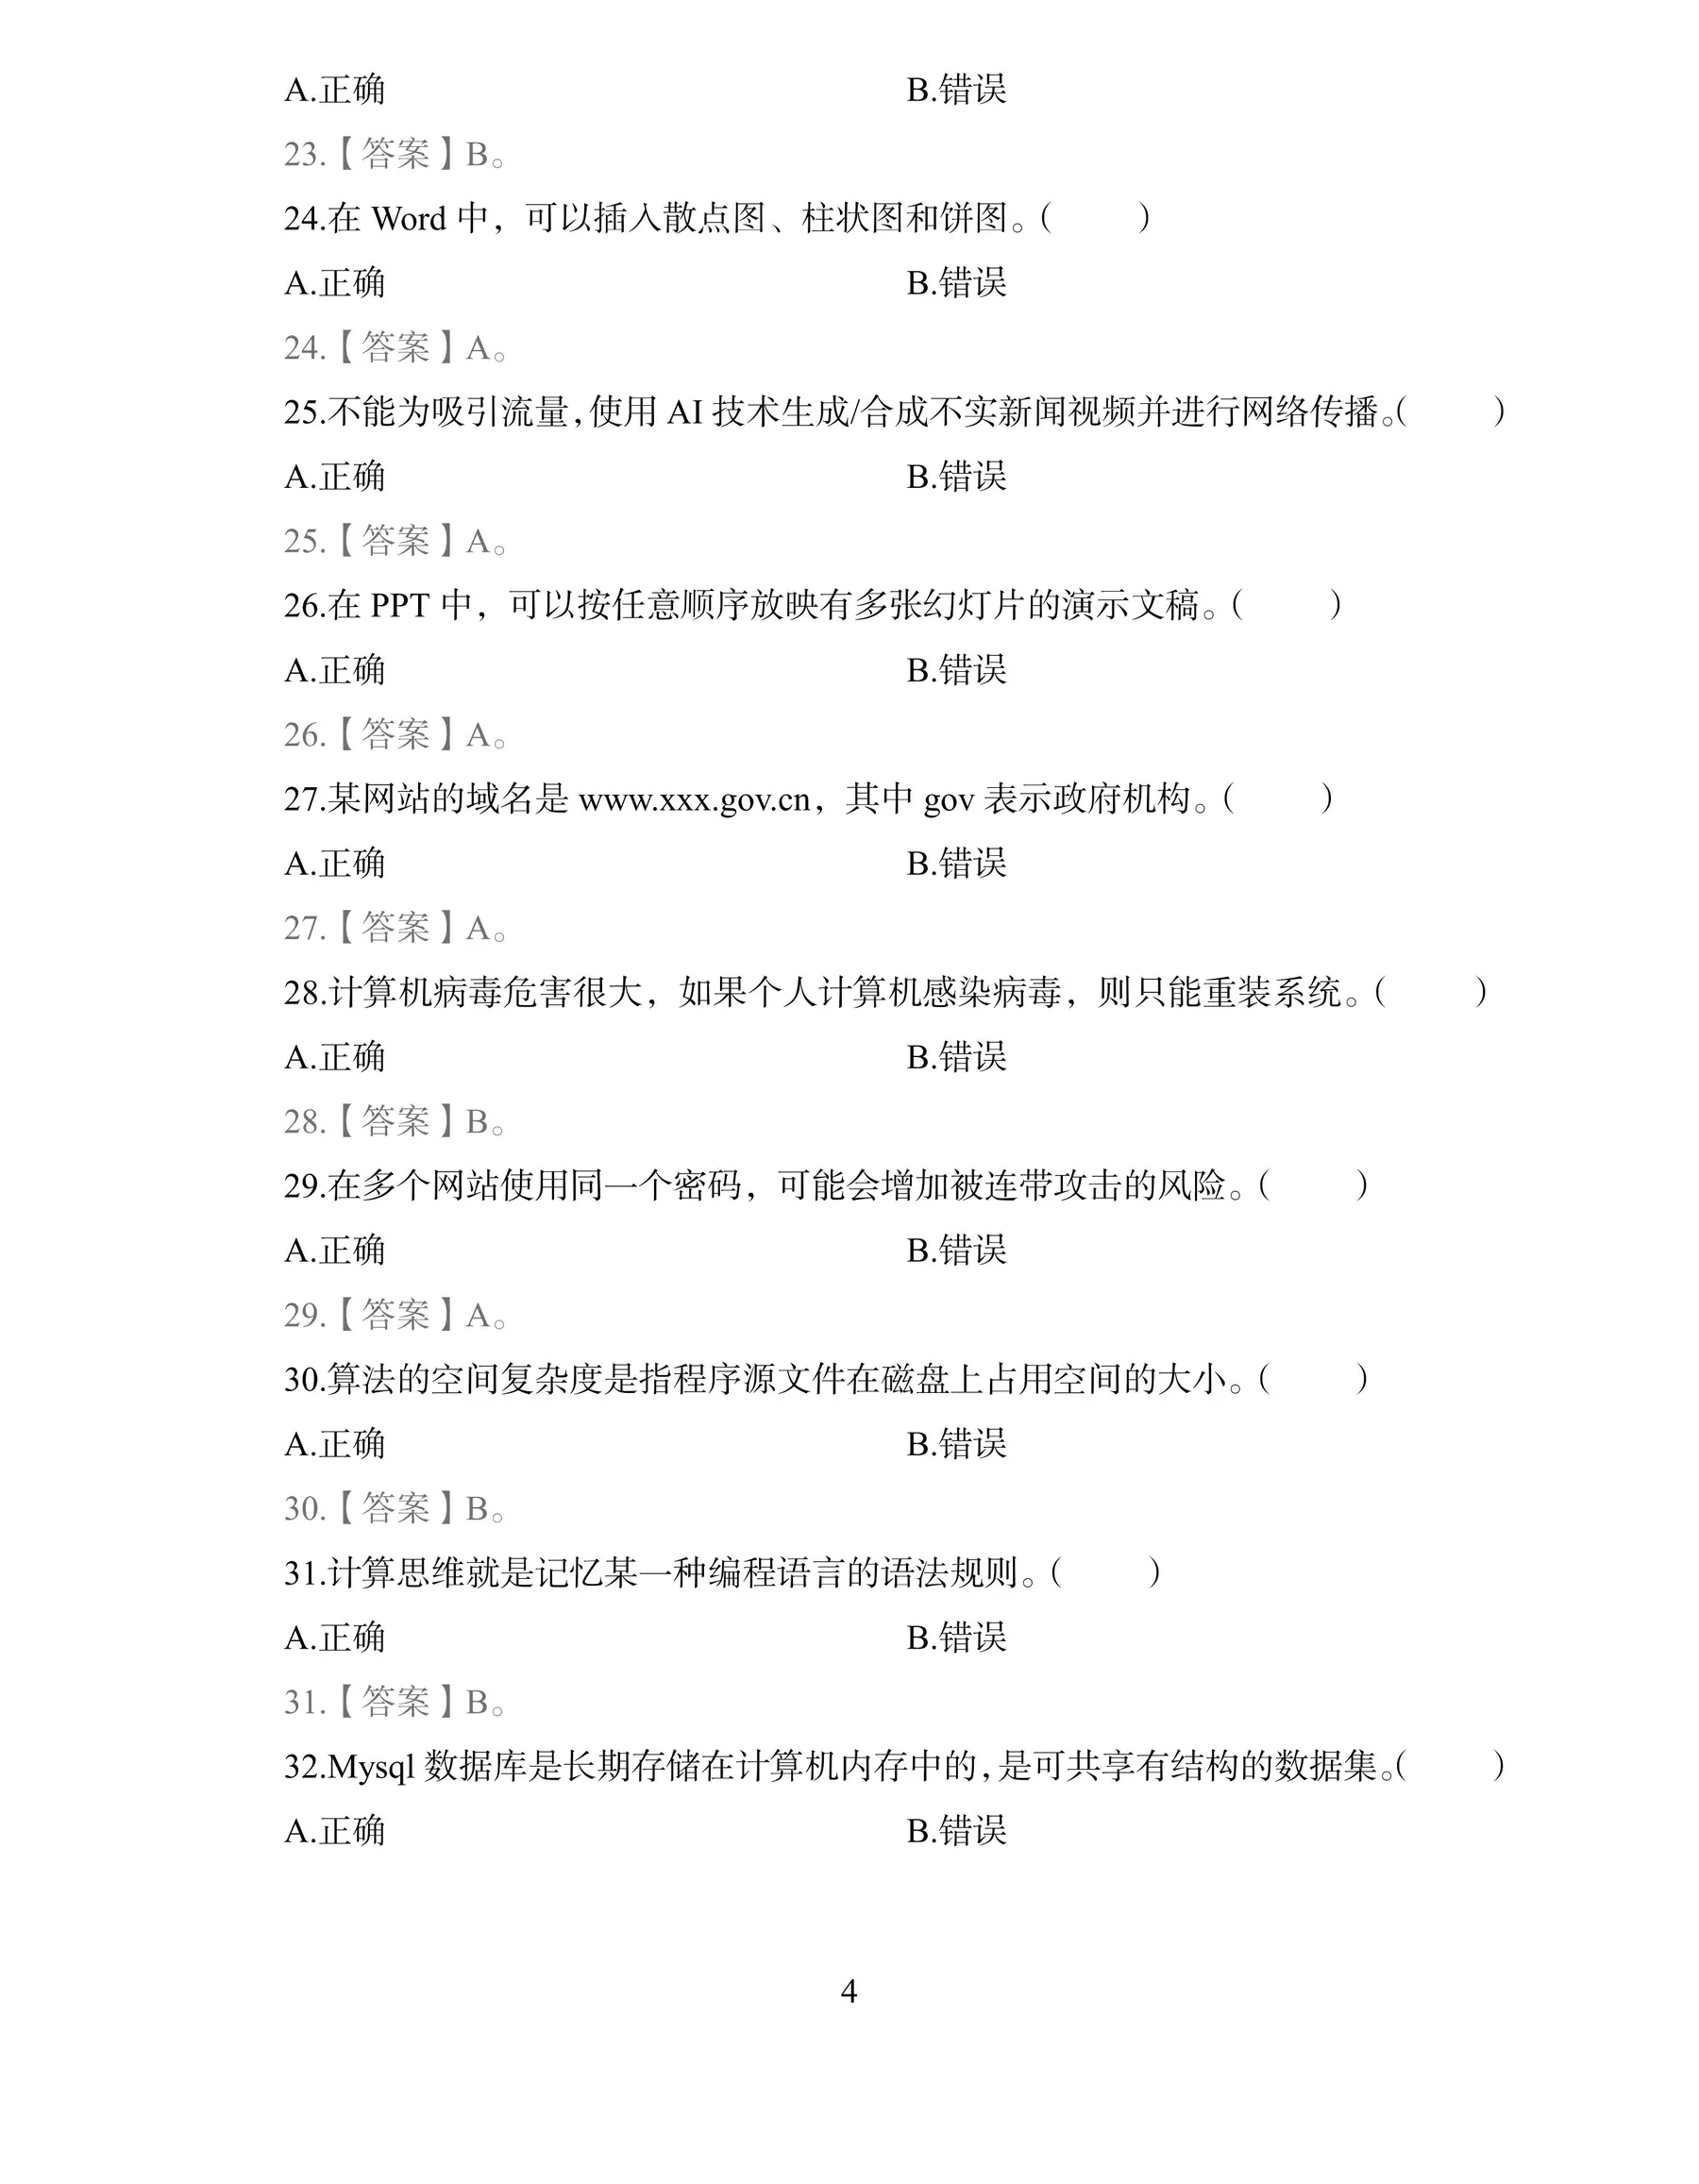 A.正确 B.错误
23.【答案】B。
24.在 Word 中，可以插入散点图、柱状图和饼图。（ ）
A.正确 B.错误
24.【答案】A。
25.不能为吸引流量，使用 AI 技术生成/合成不实新闻视频并进行网络传播。（ ）
A.正确 B.错误
25.【答案】A。
26.在 PPT 中，可以按任意顺序放映有多张幻灯片的演示文稿。（ ）
A.正确 B.错误
26.【答案】A。
27.某网站的域名是 www.xxx.gov.cn，其中 gov 表示政府机构。（ ）
A.正确 B.错误
27.【答案】A。
28.计算机病毒危害很大，如果个人计算机感染病毒，则只能重装系统。（ ）
A.正确 B.错误
28.【答案】B。
29.在多个网站使用同一个密码，可能会增加被连带攻击的风险。（ ）
A.正确 B.错误
29.【答案】A。
30.算法的空间复杂度是指程序源文件在磁盘上占用空间的大小。（ ）
A.正确 B.错误
30.【答案】B。
31.计算思维就是记忆某一种编程语言的语法规则。（ ）
A.正确 B.错误
31.【答案】B。
32.Mysql 数据库是长期存储在计算机内存中的，是可共享有结构的数据集。（ ）
A.正确 B.错误
4